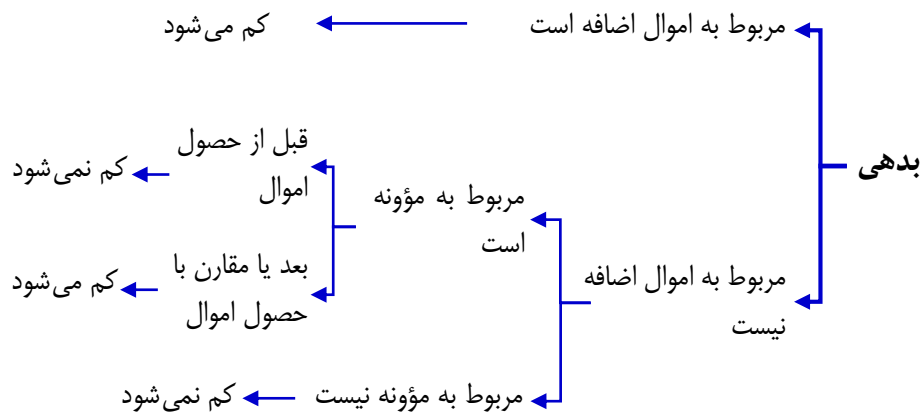 بدهی
مربوط به اموال اضافه است
کم می‌شود
مربوط به اموال اضافه
نیست
مربوط به مؤونه
است
قبل از حصول
اموال
کم نمی‌شود
بعد یا مقارن با
حصول اموال
کم می‌شود
مربوط به مؤونه نیست
کم نمی‌شود